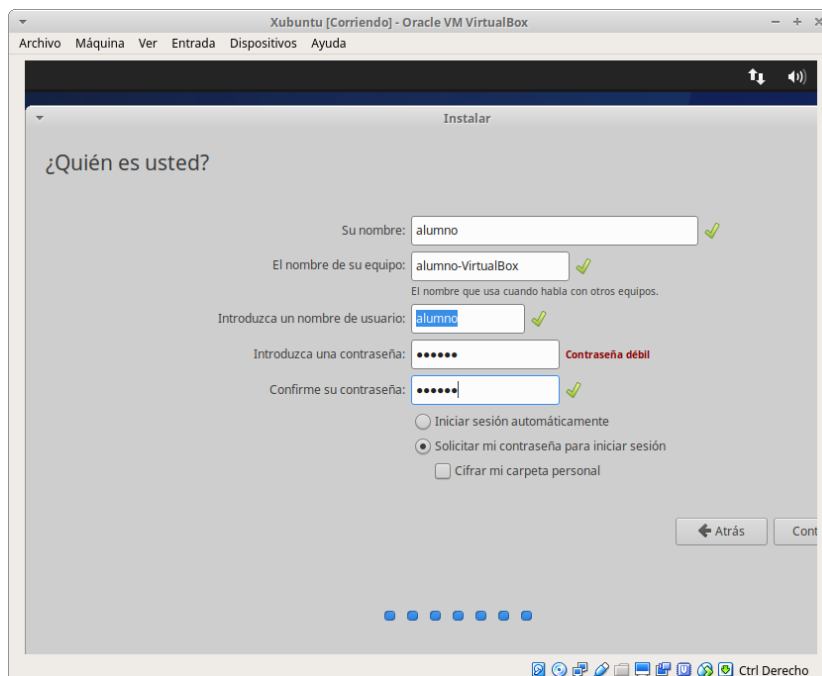 Xubuntu [Corriendo] - Oracle VM VirtualBox
Archivo Máquina Ver Entrada Dispositivos Ayuda
Instalar
¿Quién es usted?
Su nombre: alumno
El nombre de su equipo: alumno-VirtualBox
El nombre que usa cuando habla con otros equipos.
Introduzca un nombre de usuario: alumno
Introduzca una contraseña: •••••• Contraseña débil
Confirme su contraseña: ••••••
Iniciar sesión automáticamente
Solicitar mi contraseña para iniciar sesión
Cifrar mi carpeta personal
Atrás Cont
Ctrl Derecho